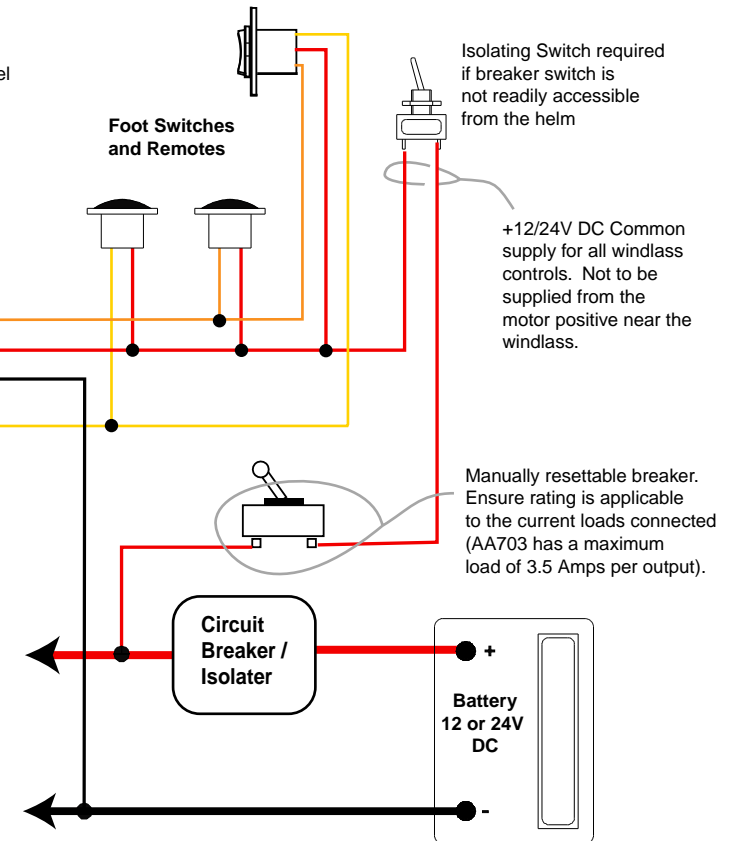 el
Foot Switches
and Remotes
Isolating Switch required
if breaker switch is
not readily accessible
from the helm
+12/24V DC Common
supply for all windlass
controls.  Not to be
supplied from the
motor positive near the
windlass.
Manually resettable breaker.
Ensure rating is applicable
to the current loads connected
(AA703 has a maximum
load of 3.5 Amps per output).
Circuit
Breaker /
Isolater
+
Battery
12 or 24V
DC
-